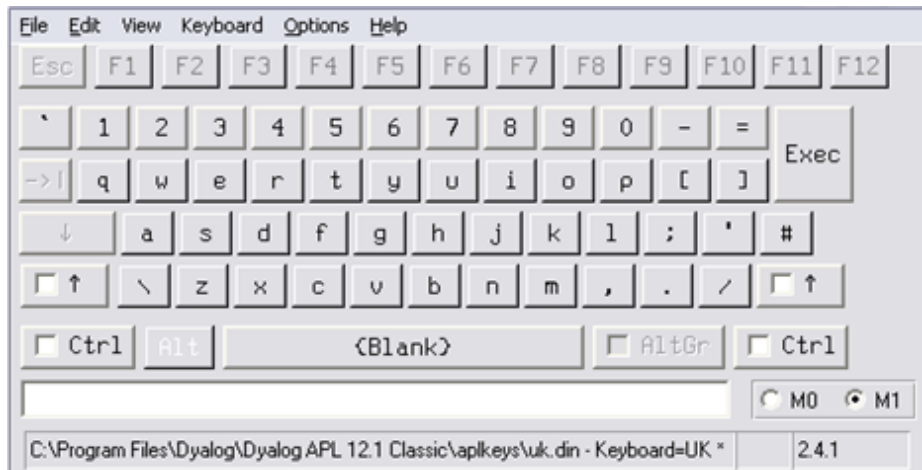 File Edit View Keyboard Options Help
Esc F1 F2 F3 F4 F5 F6 F7 F8 F9 F10 F11 F12
` 1 2 3 4 5 6 7 8 9 0 - = Exec
->| q w e r t y u i o p [ ]
↓ a s d f g h j k l ; ' #
↑ \ z x c v b n m , . / ↑
Ctrl Alt {Blank} AltGr Ctrl
M0 M1
C:\Program Files\Dyalog\Dyalog APL 12.1 Classic\aplkeys\uk.din - Keyboard=UK * 2.4.1